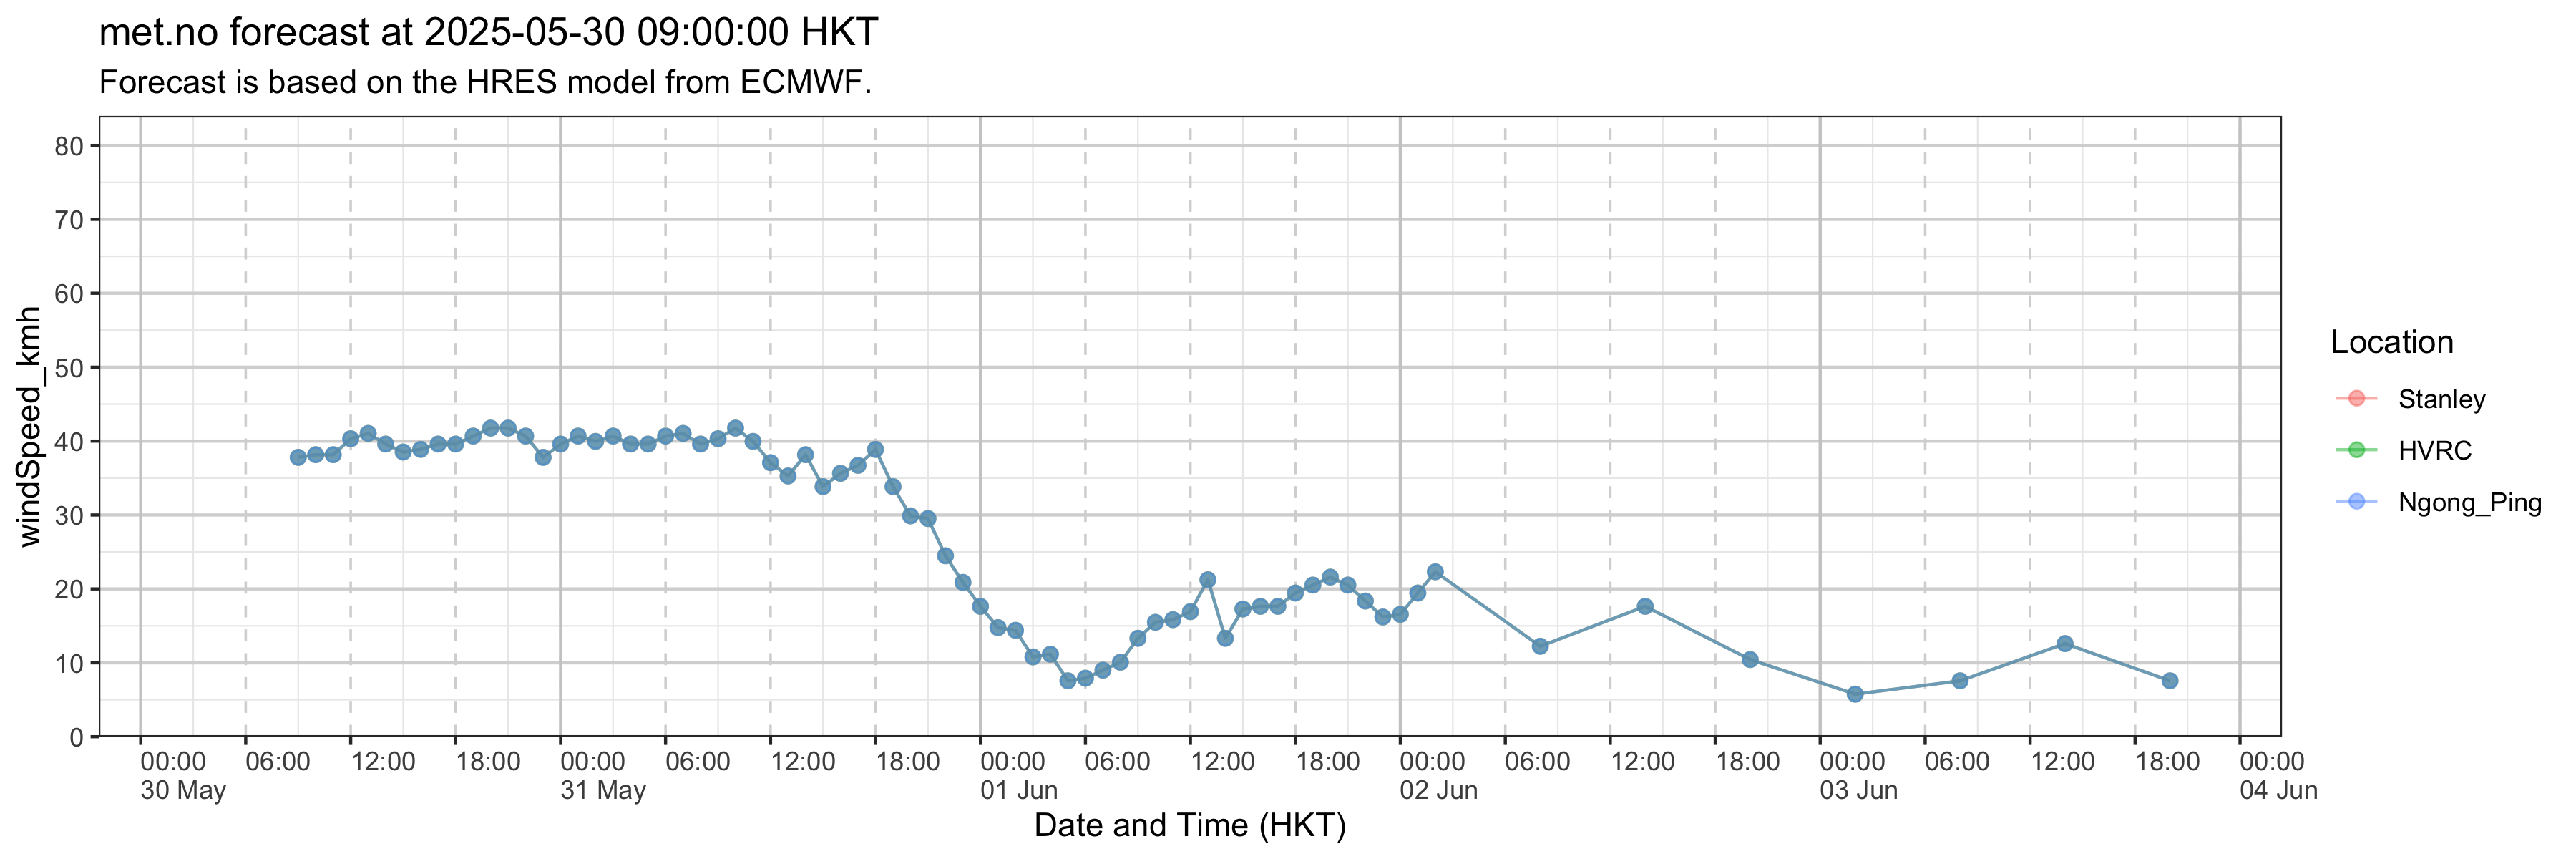 met.no forecast at 2025-05-30 09:00:00 HKT
Forecast is based on the HRES model from ECMWF.
windSpeed_kmh
80
70
60
50
40
30
20
10
0
00:00 06:00 12:00 18:00 00:00 06:00 12:00 18:00 00:00 06:00 12:00 18:00 00:00 06:00 12:00 18:00 00:00 06:00 12:00 18:00 00:00
30 May 31 May 01 Jun 02 Jun 03 Jun 04 Jun
Date and Time (HKT)
Location
Stanley
HVRC
Ngong_Ping